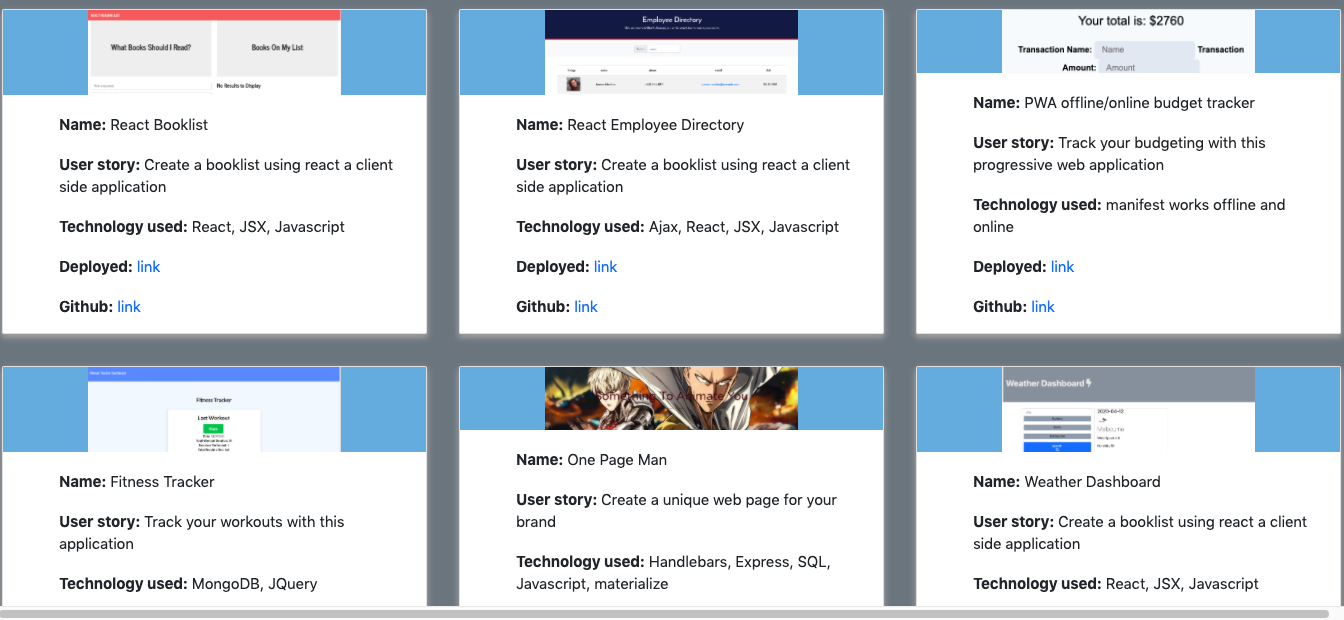 What Books Should I Read?
Books On My List
No Results to Display
Name: React Booklist
User story: Create a booklist using react a client
side application
Technology used: React, JSX, Javascript
Deployed: link
Github: link
Employee Directory
Name: React Employee Directory
User story: Create a booklist using react a client
side application
Technology used: Ajax, React, JSX, Javascript
Deployed: link
Github: link
Your total is: $2760
Transaction Name: Name Transaction
Amount: Amount
Name: PWA offline/online budget tracker
User story: Track your budgeting with this
progressive web application
Technology used: manifest works offline and
online
Deployed: link
Github: link
Fitness Tracker
Last Workout
Name: Fitness Tracker
User story: Track your workouts with this
application
Technology used: MongoDB, JQuery
Something To Animate You
Name: One Page Man
User story: Create a unique web page for your
brand
Technology used: Handlebars, Express, SQL,
Javascript, materialize
Weather Dashboard
2020-04-12
Melbourne
Name: Weather Dashboard
User story: Create a booklist using react a client
side application
Technology used: React, JSX, Javascript